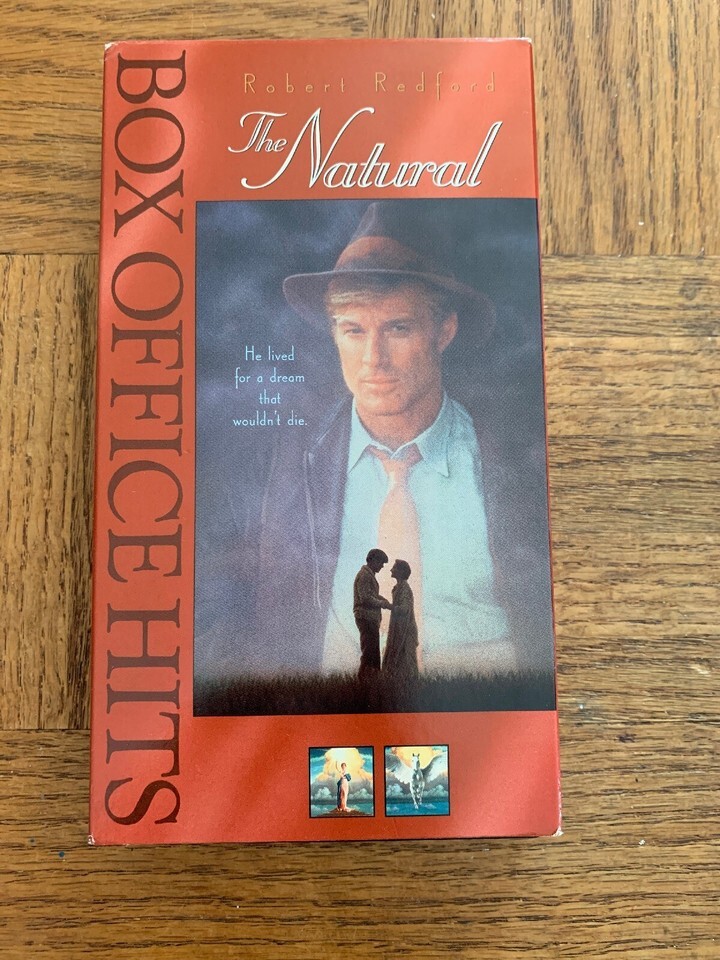 BOX OFFICE HITS
Robert Redford
The Natural
He lived
for a dream
that
wouldn't die.